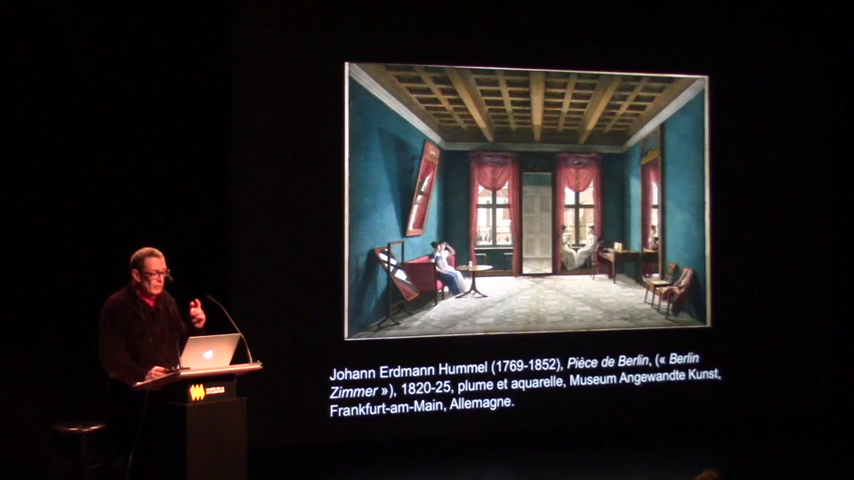 Johann Erdmann Hummel (1769-1852), Pièce de Berlin, (« Berlin
Zimmer »), 1820-25, plume et aquarelle, Museum Angewandte Kunst,
Frankfurt-am-Main, Allemagne.